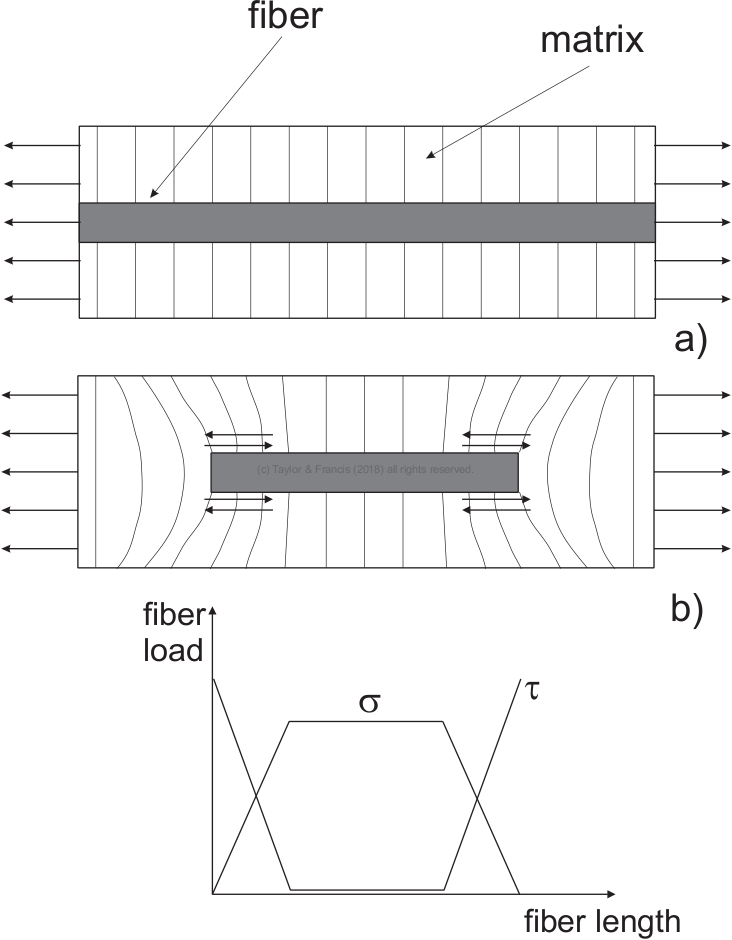 fiber
matrix
a)
(c) Taylor & Francis (2018) all rights reserved.
b)
fiber
load
σ
τ
fiber length